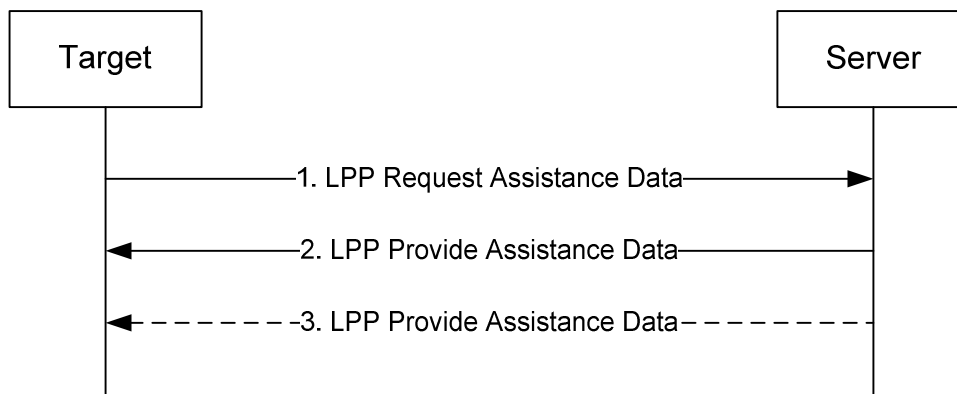 Target
Server
1. LPP Request Assistance Data
2. LPP Provide Assistance Data
3. LPP Provide Assistance Data